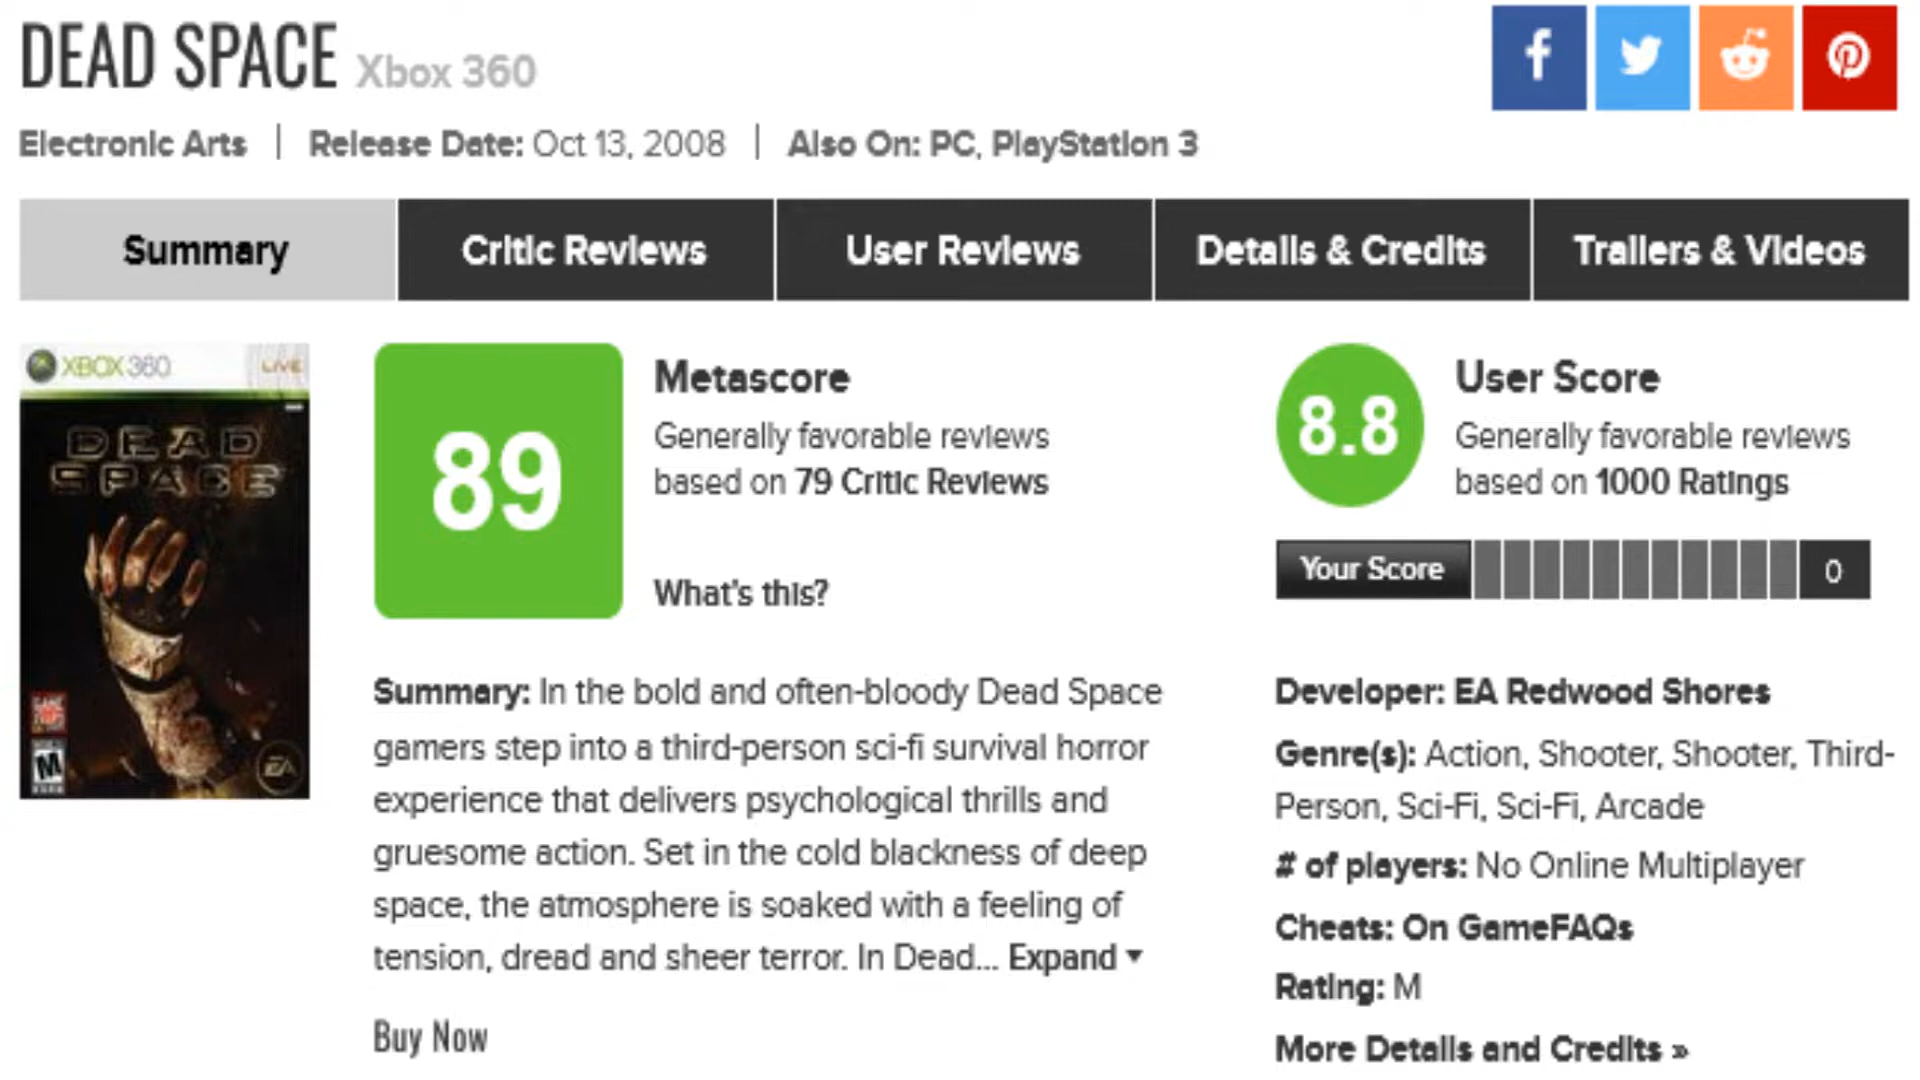 DEAD SPACE Xbox 360
Electronic Arts | Release Date: Oct 13, 2008 | Also On: PC, PlayStation 3
Summary
Critic Reviews
User Reviews
Details & Credits
Trailers & Videos
XBOX 360 LIVE
DEAD
SPACE
M
EA
89
Metascore
Generally favorable reviews
based on 79 Critic Reviews
What's this?
8.8
User Score
Generally favorable reviews
based on 1000 Ratings
Your Score 0
Summary: In the bold and often-bloody Dead Space
gamers step into a third-person sci-fi survival horror
experience that delivers psychological thrills and
gruesome action. Set in the cold blackness of deep
space, the atmosphere is soaked with a feeling of
tension, dread and sheer terror. In Dead... Expand ▼
Buy Now
Developer: EA Redwood Shores
Genre(s): Action, Shooter, Shooter, Third-
Person, Sci-Fi, Sci-Fi, Arcade
# of players: No Online Multiplayer
Cheats: On GameFAQs
Rating: M
More Details and Credits »